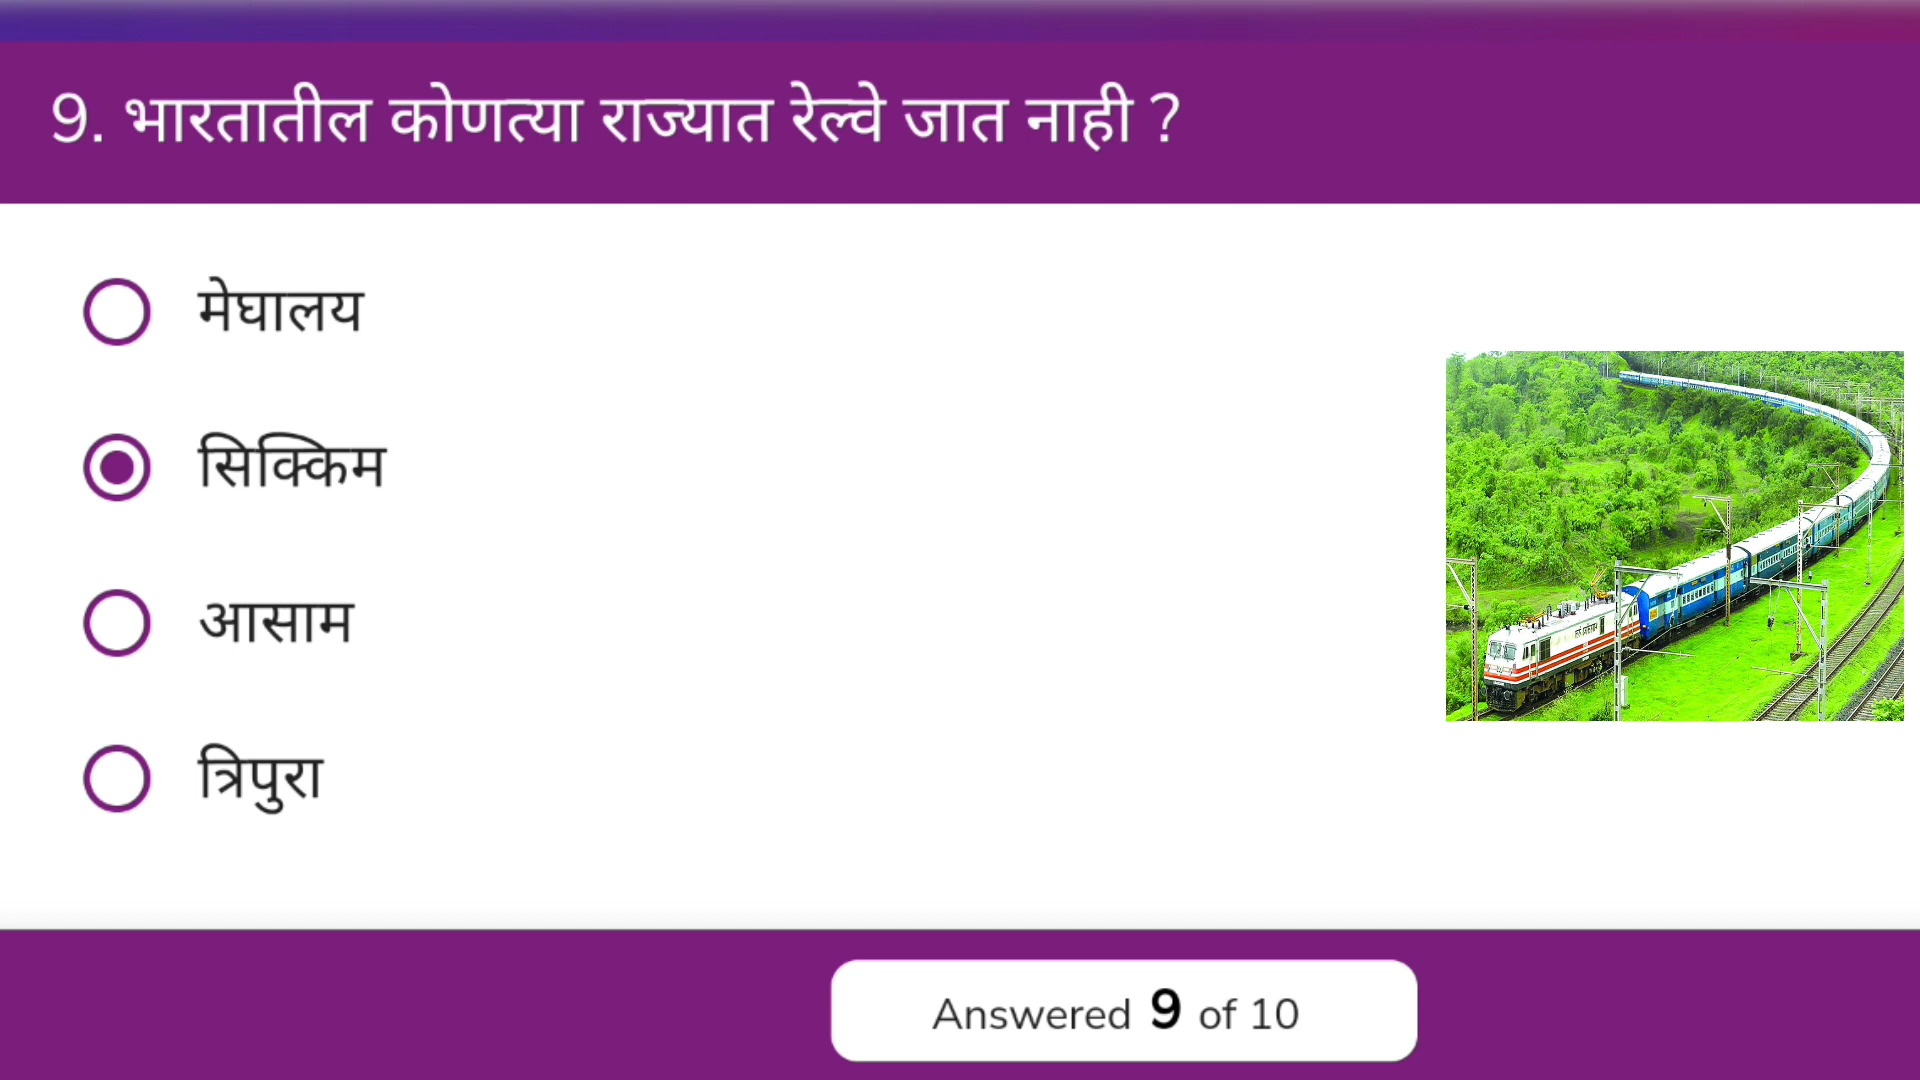 9. भारतातील कोणत्या राज्यात रेल्वे जात नाही ?
मेघालय
सिक्किम
आसाम
त्रिपुरा
Answered 9 of 10